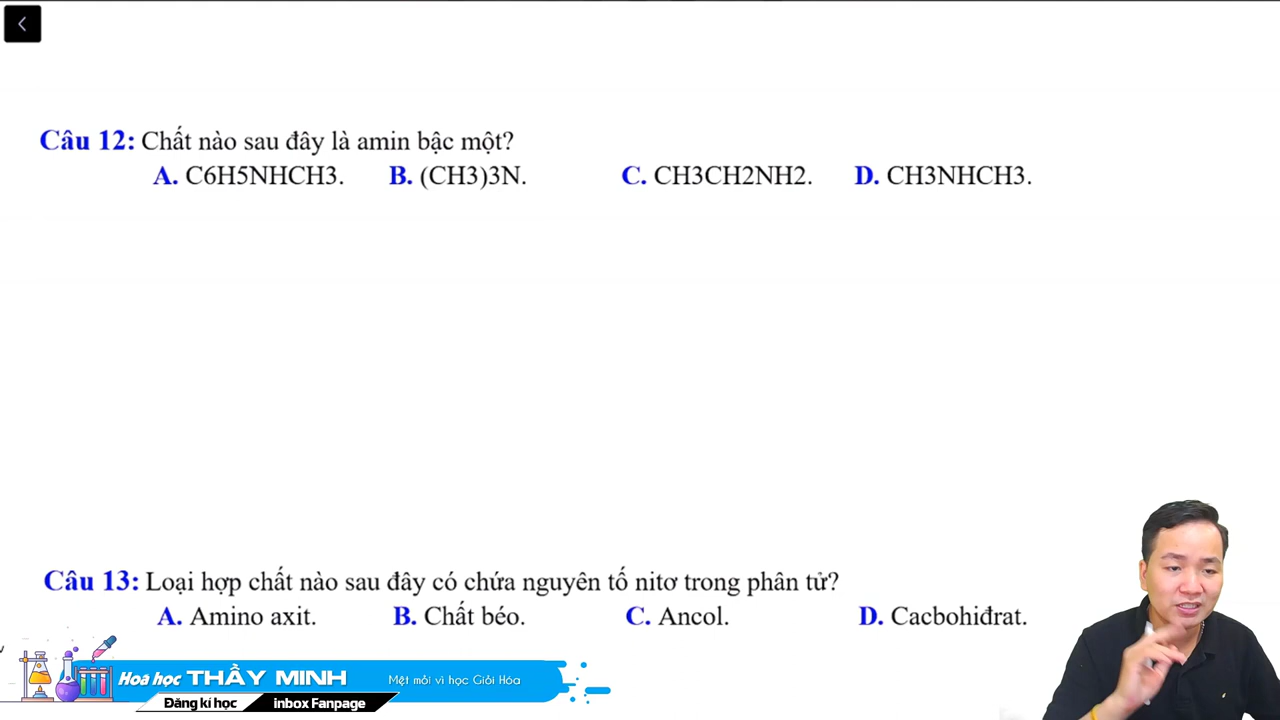 Câu 12: Chất nào sau đây là amin bậc một?
A. C6H5NHCH3. B. (CH3)3N. C. CH3CH2NH2. D. CH3NHCH3.
Câu 13: Loại hợp chất nào sau đây có chứa nguyên tố nitơ trong phân tử?
A. Amino axit. B. Chất béo. C. Ancol. D. Cacbohiđrat.
Hoá học THẦY MINH Mệt mỏi vì học Giỏi Hóa
Đăng kí học inbox Fanpage